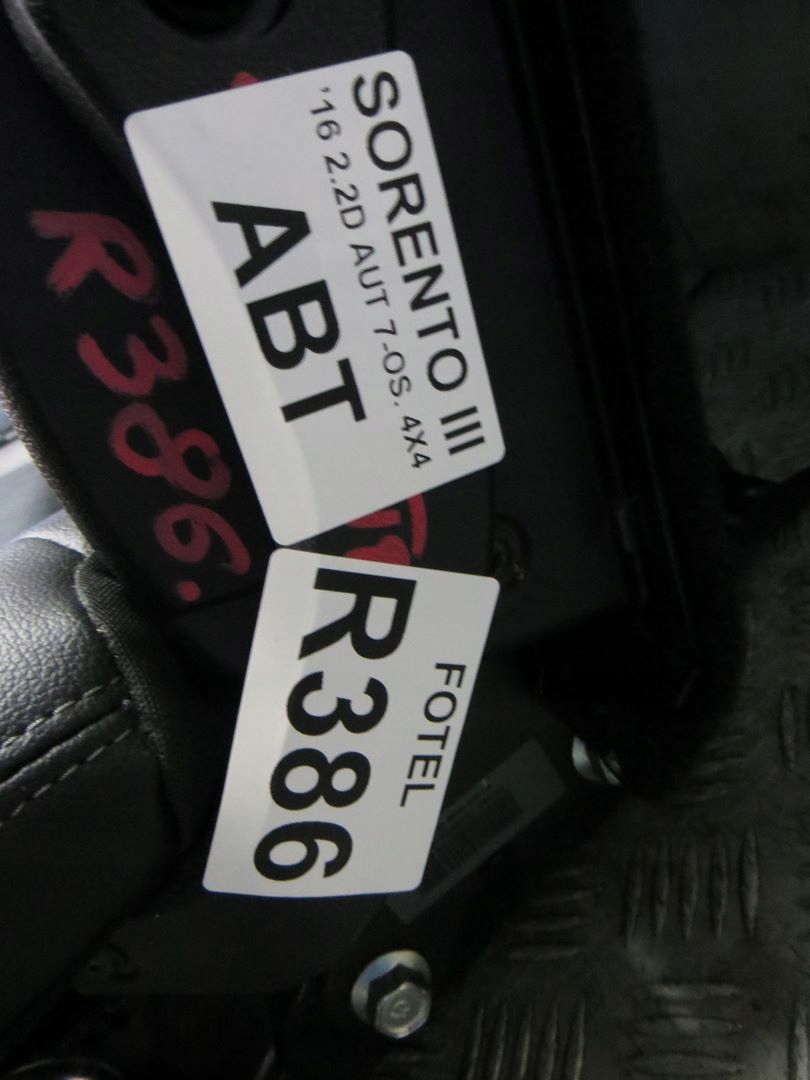 SORENTO III
'16 2.2D AUT 7-OS. 4X4
ABT
R386.
FOTEL
R386